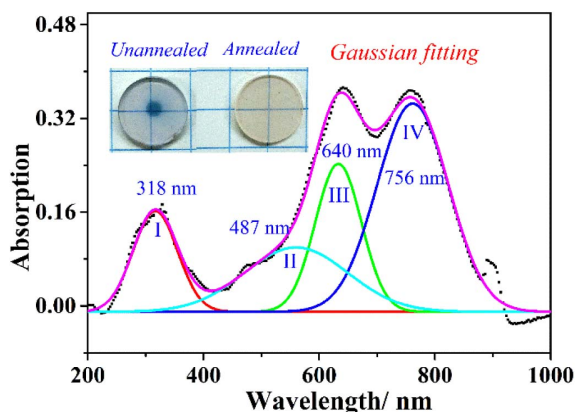 0.48
Unannealed Annealed
Gaussian fitting
0.32
640 nm
IV
318 nm
756 nm
III
0.16
487 nm
I
II
0.00
200 400 600 800 1000
Wavelength/ nm
Absorption